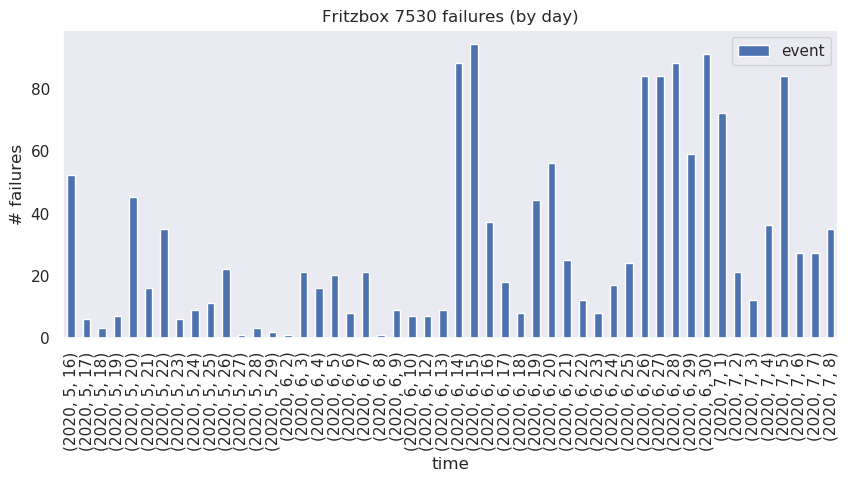 Fritzbox 7530 failures (by day)
event
# failures
80
60
40
20
0
(2020, 5, 16)
(2020, 5, 17)
(2020, 5, 18)
(2020, 5, 19)
(2020, 5, 20)
(2020, 5, 21)
(2020, 5, 22)
(2020, 5, 23)
(2020, 5, 24)
(2020, 5, 25)
(2020, 5, 26)
(2020, 5, 27)
(2020, 5, 28)
(2020, 5, 29)
(2020, 6, 2)
(2020, 6, 3)
(2020, 6, 4)
(2020, 6, 5)
(2020, 6, 6)
(2020, 6, 7)
(2020, 6, 8)
(2020, 6, 9)
(2020, 6, 10)
(2020, 6, 12)
(2020, 6, 13)
(2020, 6, 14)
(2020, 6, 15)
(2020, 6, 16)
(2020, 6, 17)
(2020, 6, 18)
(2020, 6, 19)
(2020, 6, 20)
(2020, 6, 21)
(2020, 6, 22)
(2020, 6, 23)
(2020, 6, 24)
(2020, 6, 25)
(2020, 6, 26)
(2020, 6, 27)
(2020, 6, 28)
(2020, 6, 29)
(2020, 6, 30)
(2020, 7, 1)
(2020, 7, 2)
(2020, 7, 3)
(2020, 7, 4)
(2020, 7, 5)
(2020, 7, 6)
(2020, 7, 7)
(2020, 7, 8)
time